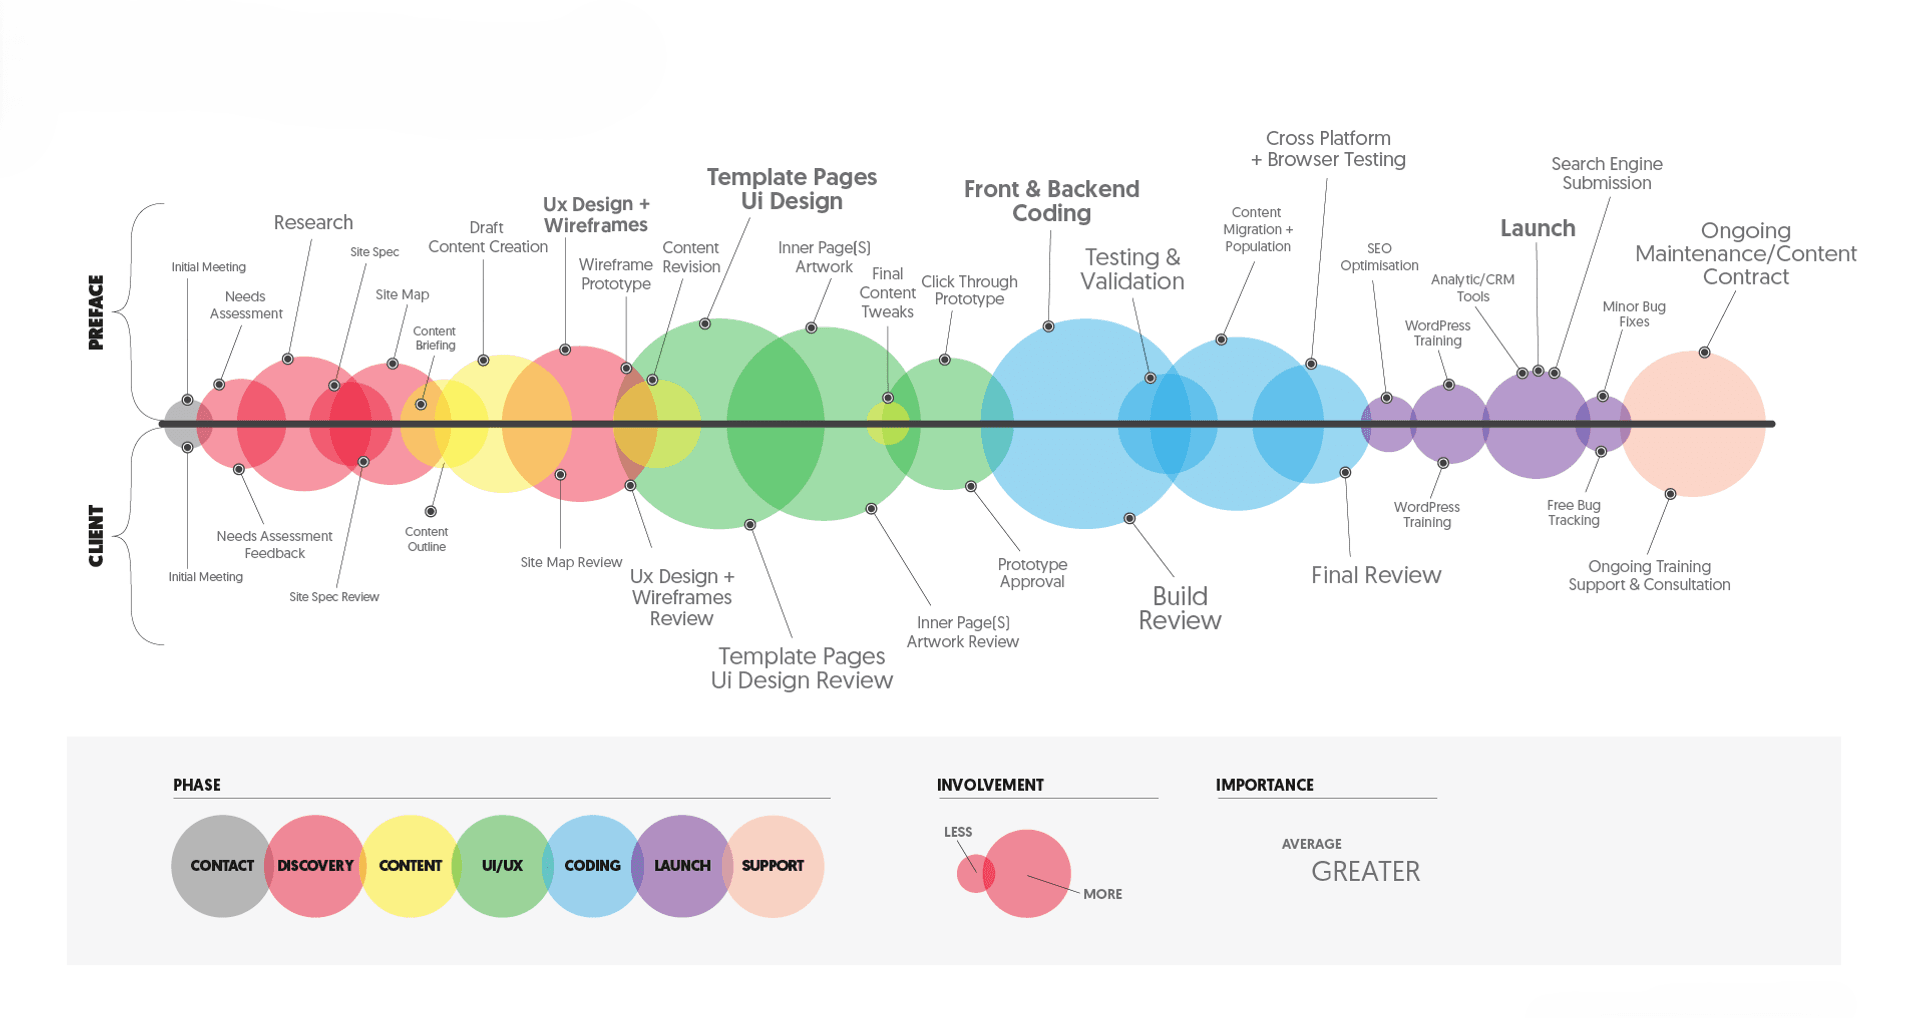 PREFACE
Initial Meeting
Needs
Assessment
Research
Site Spec
Site Map
Content
Briefing
Draft
Content Creation
Ux Design +
Wireframes
Wireframe
Prototype
Content
Revision
Template Pages
Ui Design
Inner Page(S)
Artwork
Final
Content
Tweaks
Click Through
Prototype
Front & Backend
Coding
Testing &
Validation
Content
Migration +
Population
Cross Platform
+ Browser Testing
SEO
Optimisation
WordPress
Training
Analytic/CRM
Tools
Launch
Search Engine
Submission
Minor Bug
Fixes
Ongoing
Maintenance/Content
Contract
CLIENT
Initial Meeting
Needs Assessment
Feedback
Site Spec Review
Content
Outline
Site Map Review
Ux Design +
Wireframes
Review
Template Pages
Ui Design Review
Inner Page(S)
Artwork Review
Prototype
Approval
Build
Review
Final Review
WordPress
Training
Free Bug
Tracking
Ongoing Training
Support & Consultation
PHASE
CONTACT
DISCOVERY
CONTENT
UI/UX
CODING
LAUNCH
SUPPORT
INVOLVEMENT
LESS
MORE
IMPORTANCE
AVERAGE
GREATER